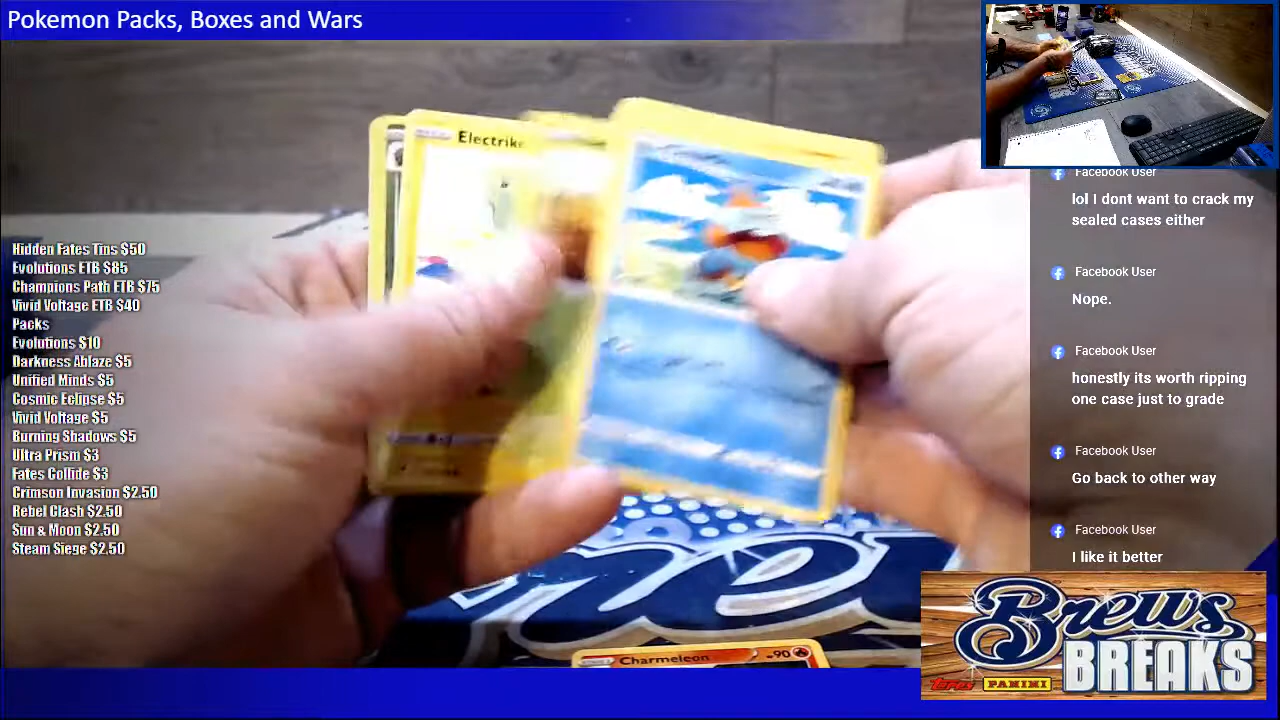 Pokemon Packs, Boxes and Wars
Hidden Fates Tins $50
Evolutions ETB $85
Champions Path ETB $75
Vivid Voltage ETB $40
Packs
Evolutions $10
Darkness Ablaze $5
Unified Minds $5
Cosmic Eclipse $5
Vivid Voltage $5
Burning Shadows $5
Ultra Prism $3
Fates Collide $3
Crimson Invasion $2.50
Rebel Clash $2.50
Sun & Moon $2.50
Steam Siege $2.50
Electrike
Charmeleon
90
Facebook User
lol I dont want to crack my
sealed cases either
Facebook User
Nope.
Facebook User
honestly its worth ripping
one case just to grade
Facebook User
Go back to other way
Facebook User
I like it better
Brews
BREAKS
Topps PANINI